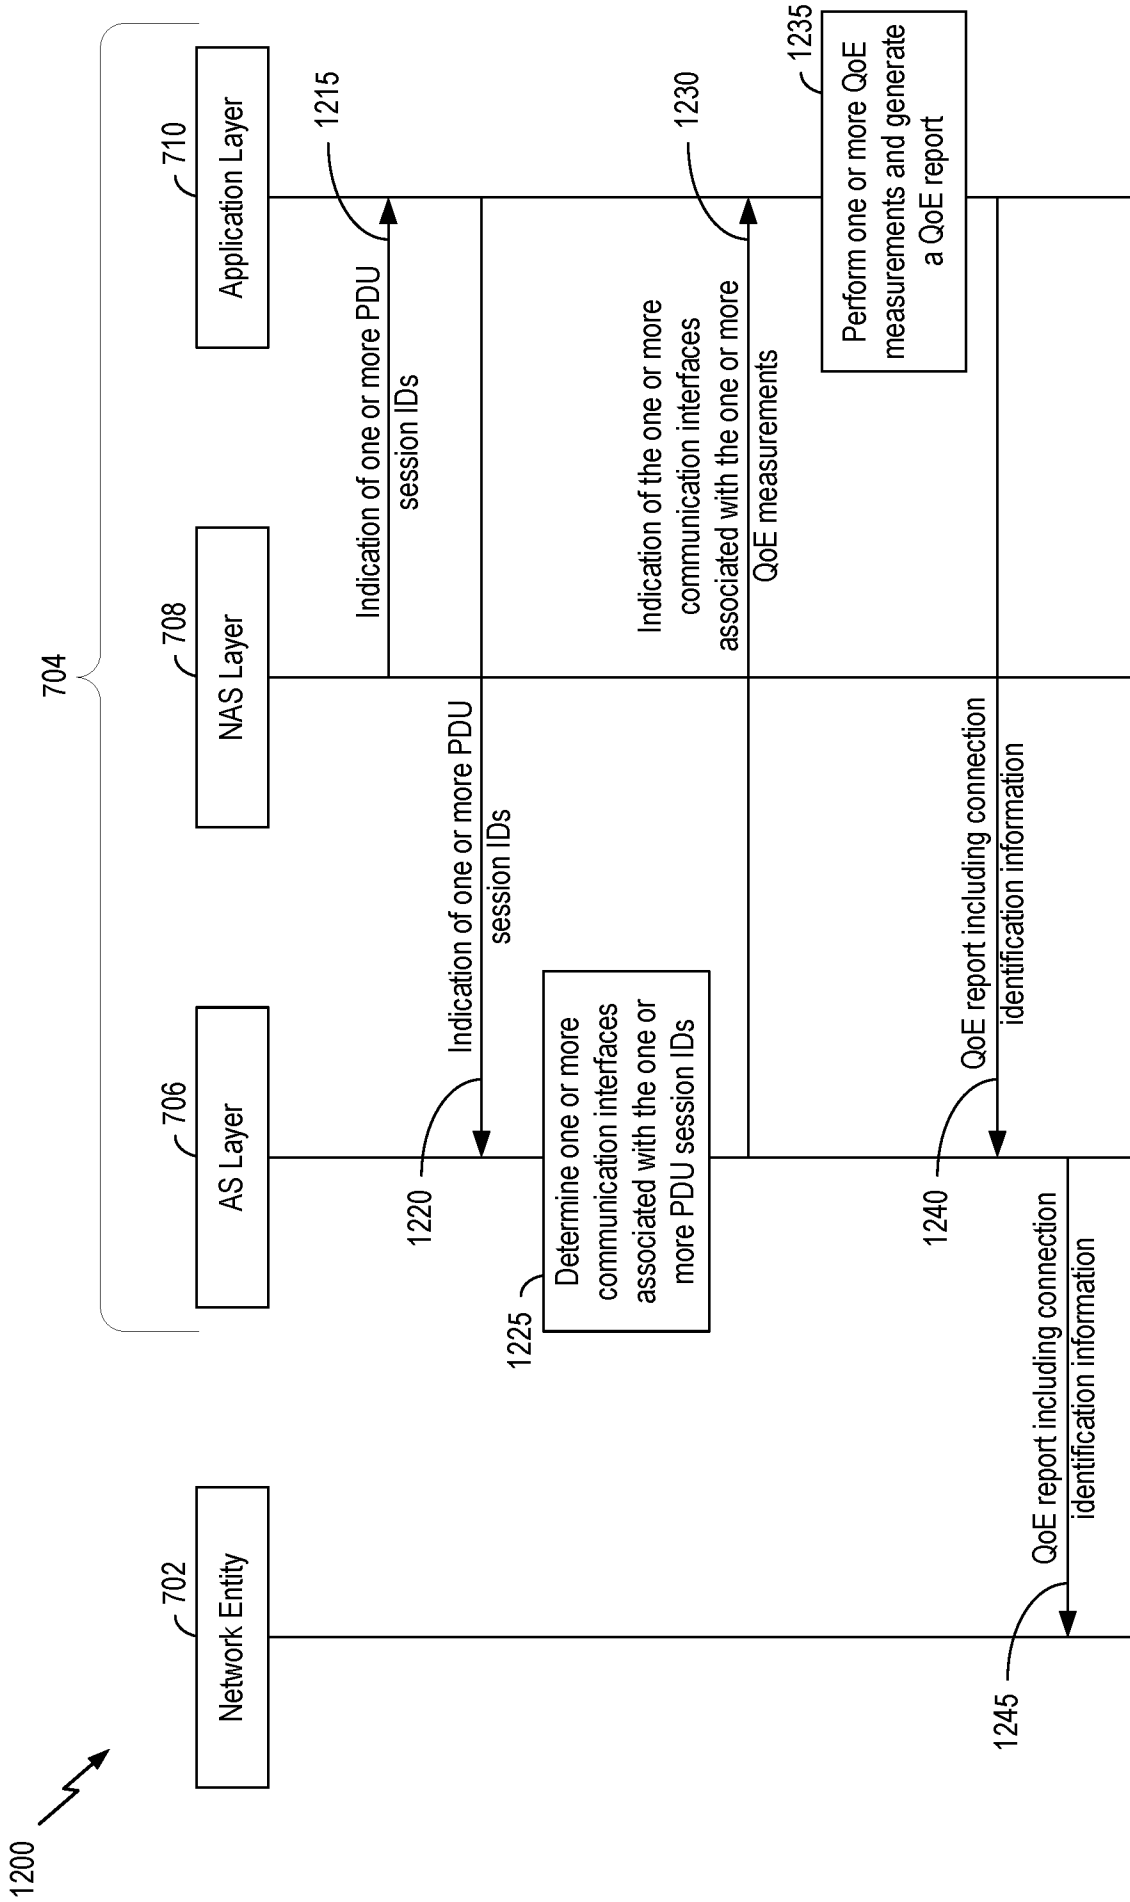 1200
704
702
Network Entity
706
AS Layer
708
NAS Layer
710
Application Layer
1215
Indication of one or more PDU
session IDs
1220
Indication of one or more PDU
session IDs
1225
Determine one or more
communication interfaces
associated with the one or
more PDU session IDs
1230
Indication of the one or more
communication interfaces
associated with the one or more
QoE measurements
1235
Perform one or more QoE
measurements and generate
a QoE report
1240
QoE report including connection
identification information
1245
QoE report including connection
identification information